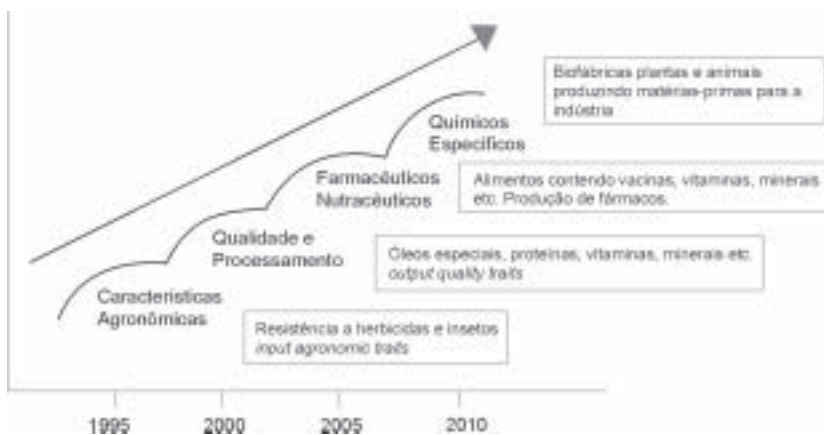 Biofábricas plantas e animais
produzindo matérias-primas para a
indústria
Químicos
Específicos
Farmacêuticos
Nutracêuticos
Alimentos contendo vacinas, vitaminas, minerais
etc. Produção de fármacos.
Qualidade e
Processamento
Óleos especiais, proteínas, vitaminas, minerais etc.
output quality traits
Características
Agronômicas
Resistência a herbicidas e insetos
input agronomic traits
1995 2000 2005 2010